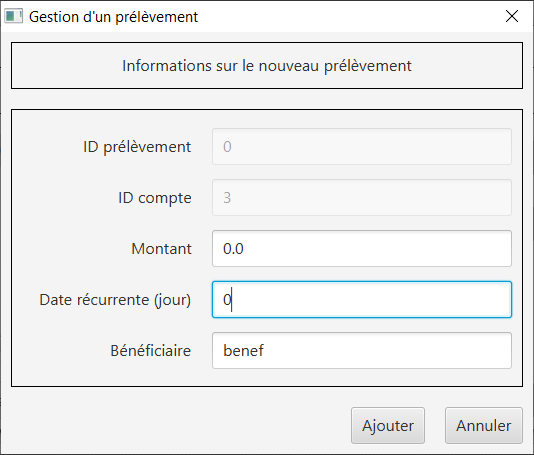 Gestion d'un prélèvement
Informations sur le nouveau prélèvement
ID prélèvement 0
ID compte 3
Montant 0.0
Date récurrente (jour) 0
Bénéficiaire benef
Ajouter Annuler